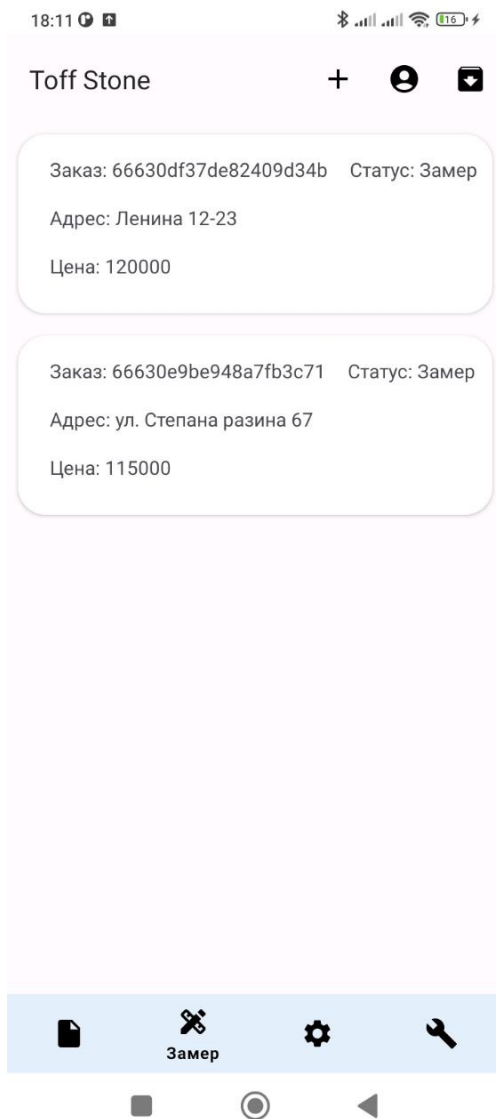 18:11 16
Toff Stone
Заказ: 66630df37de82409d34b Статус: Замер
Адрес: Ленина 12-23
Цена: 120000
Заказ: 66630e9be948a7fb3c71 Статус: Замер
Адрес: ул. Степана разина 67
Цена: 115000
Замер